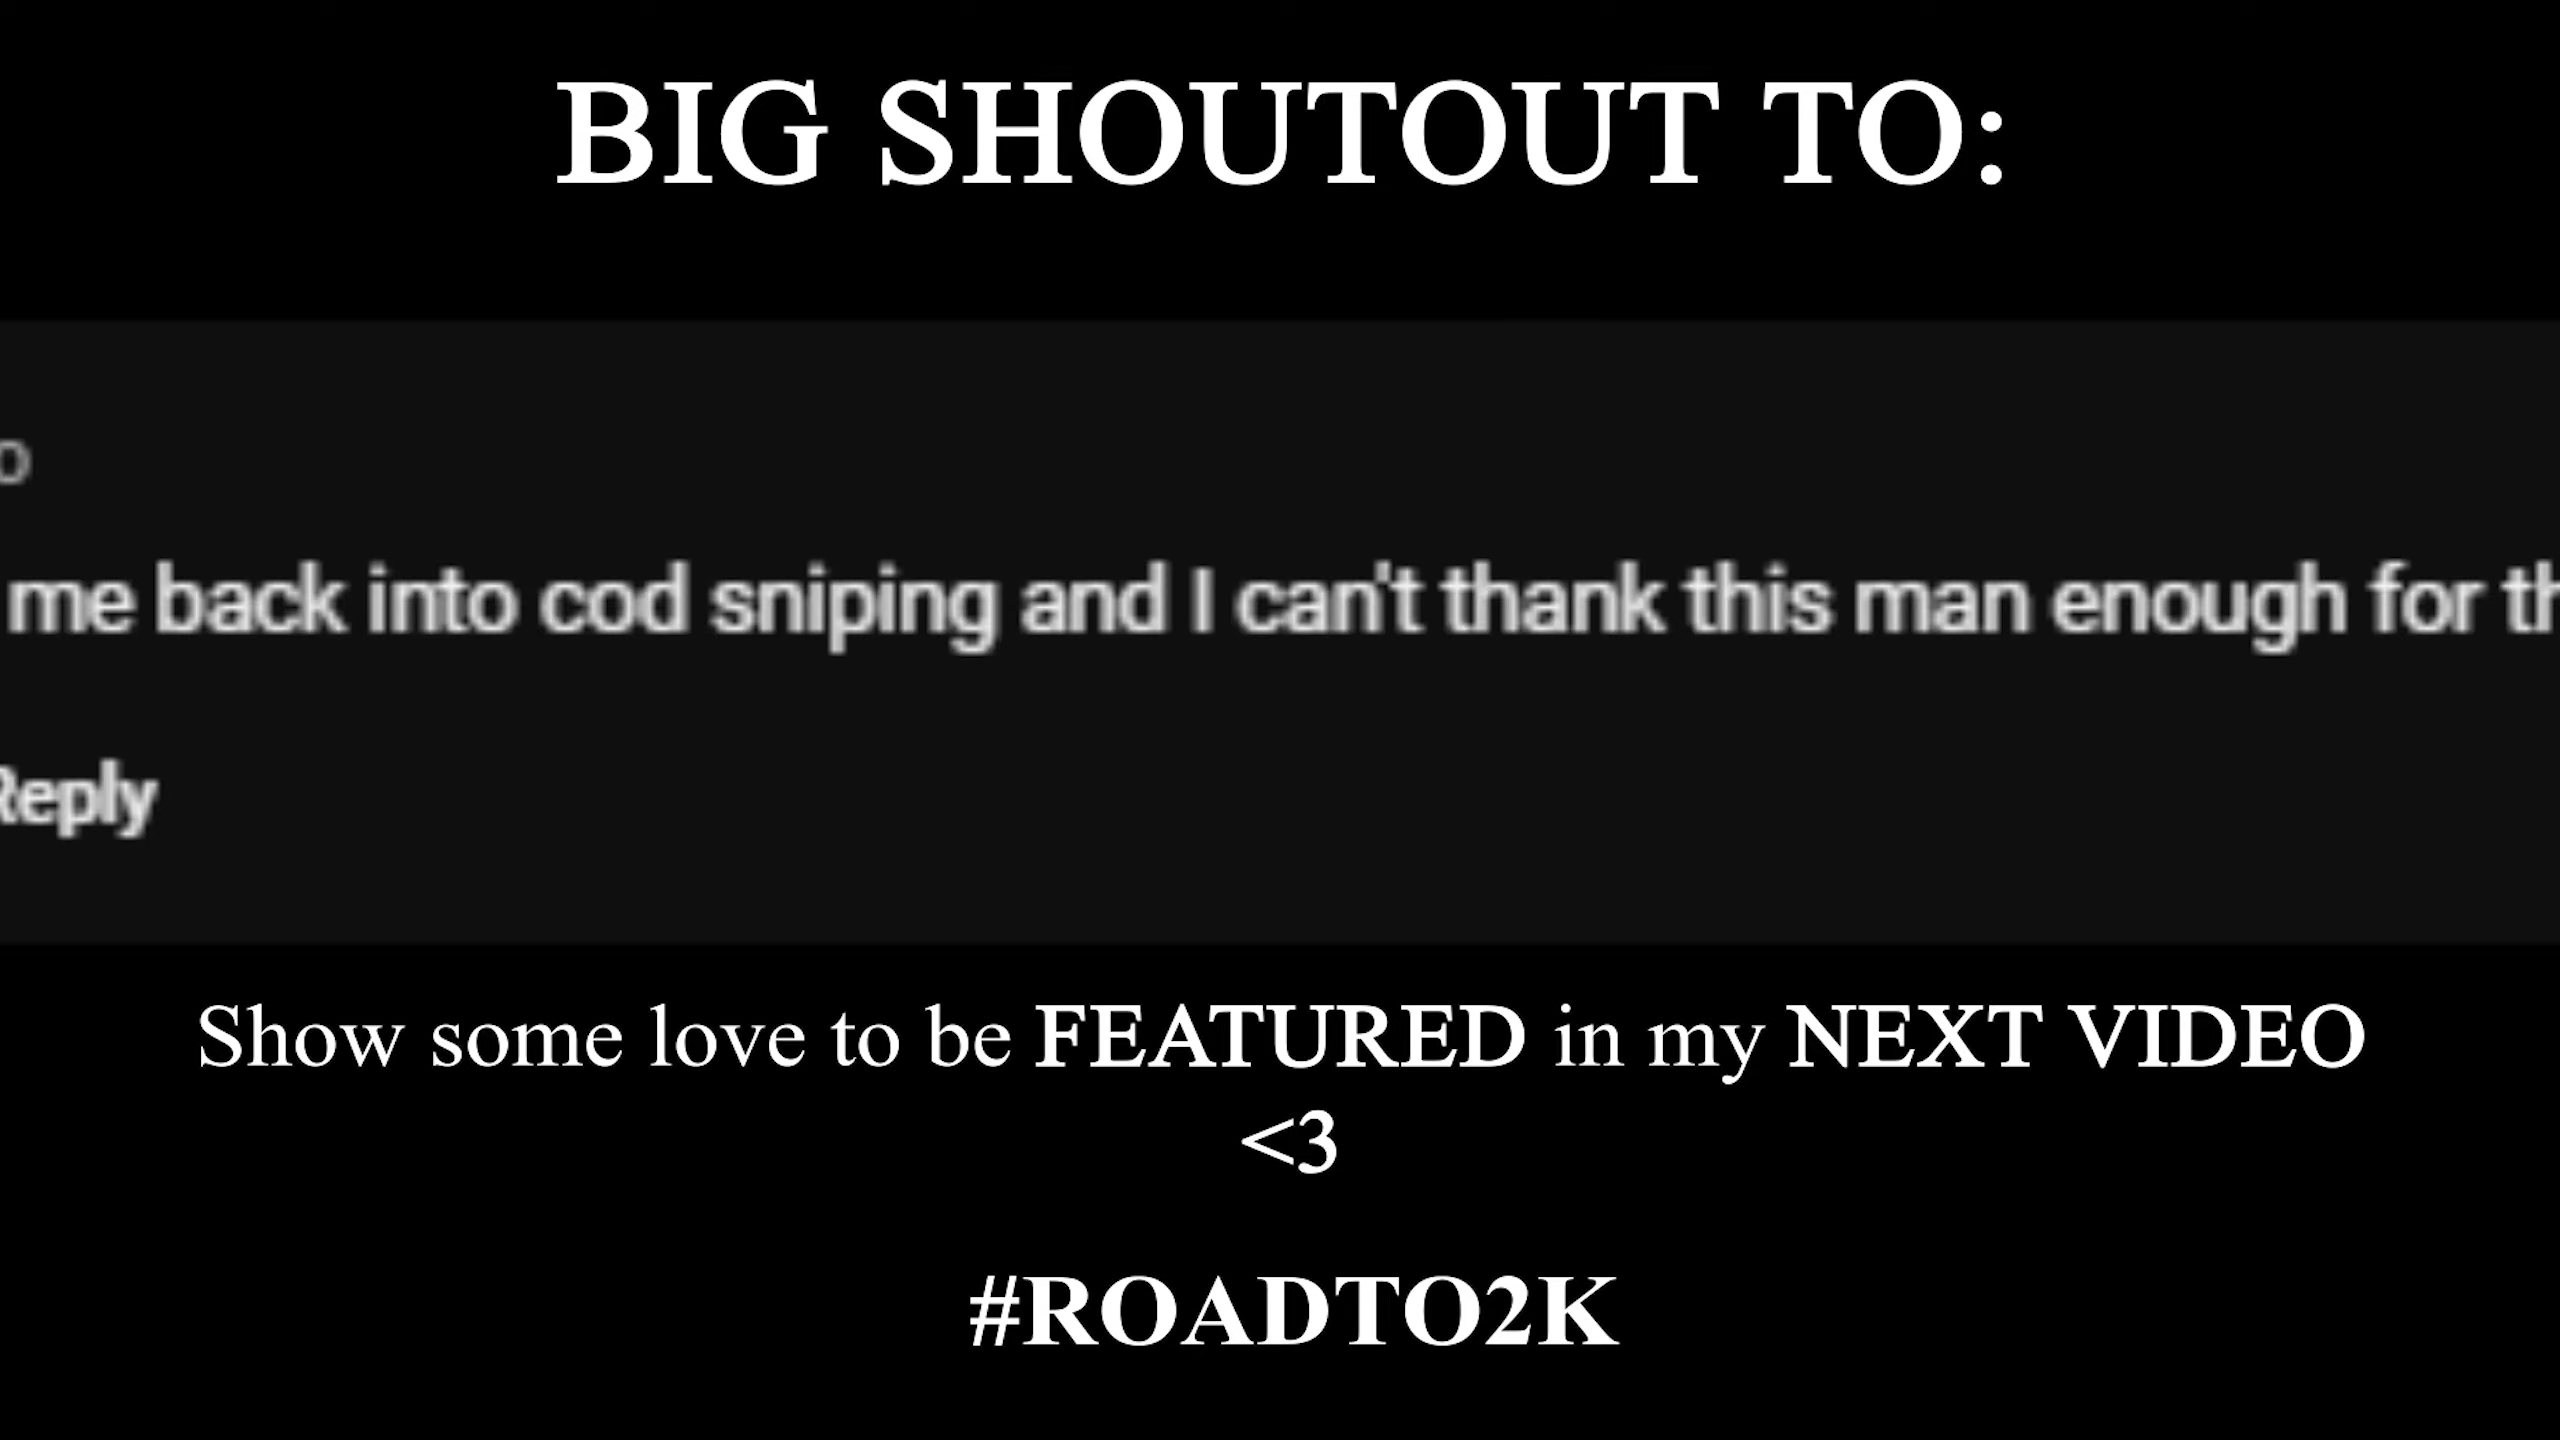 BIG SHOUTOUT TO:
o
me back into cod sniping and I can't thank this man enough for th
Reply
Show some love to be FEATURED in my NEXT VIDEO
<3
#ROADTO2K